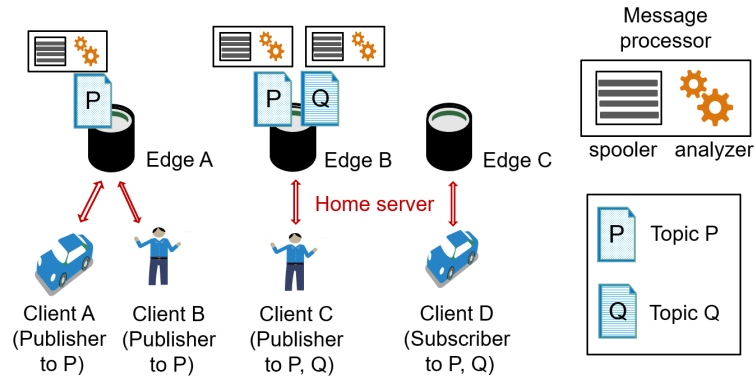 Message
processor
spooler analyzer
P
P
Q
Edge A
Edge B
Edge C
Home server
Client A
(Publisher
to P)
Client B
(Publisher
to P)
Client C
(Publisher
to P, Q)
Client D
(Subscriber
to P, Q)
P Topic P
Q Topic Q